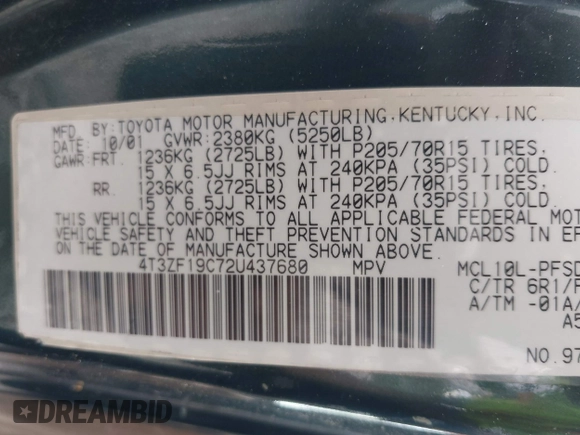 MFD. BY: TOYOTA MOTOR MANUFACTURING, KENTUCKY, INC.
DATE: 10/01 GVWR: 2380KG (5250LB)
GAWR: FRT. 1236KG (2725LB) WITH P205/70R15 TIRES,
15 X 6.5JJ RIMS AT 240KPA (35PSI) COLD.
RR. 1236KG (2725LB) WITH P205/70R15 TIRES,
15 X 6.5JJ RIMS AT 240KPA (35PSI) COLD.
THIS VEHICLE CONFORMS TO ALL APPLICABLE FEDERAL MOT
VEHICLE SAFETY AND THEFT PREVENTION STANDARDS IN EF
ON THE DATE OF MANUFACTURE SHOWN ABOVE.
4T3ZF19C72U437680 MPV MCL10L-PFSD
C/TR 6R1/F
A/TM -01A/
A5
NO. 97
DREAMBID